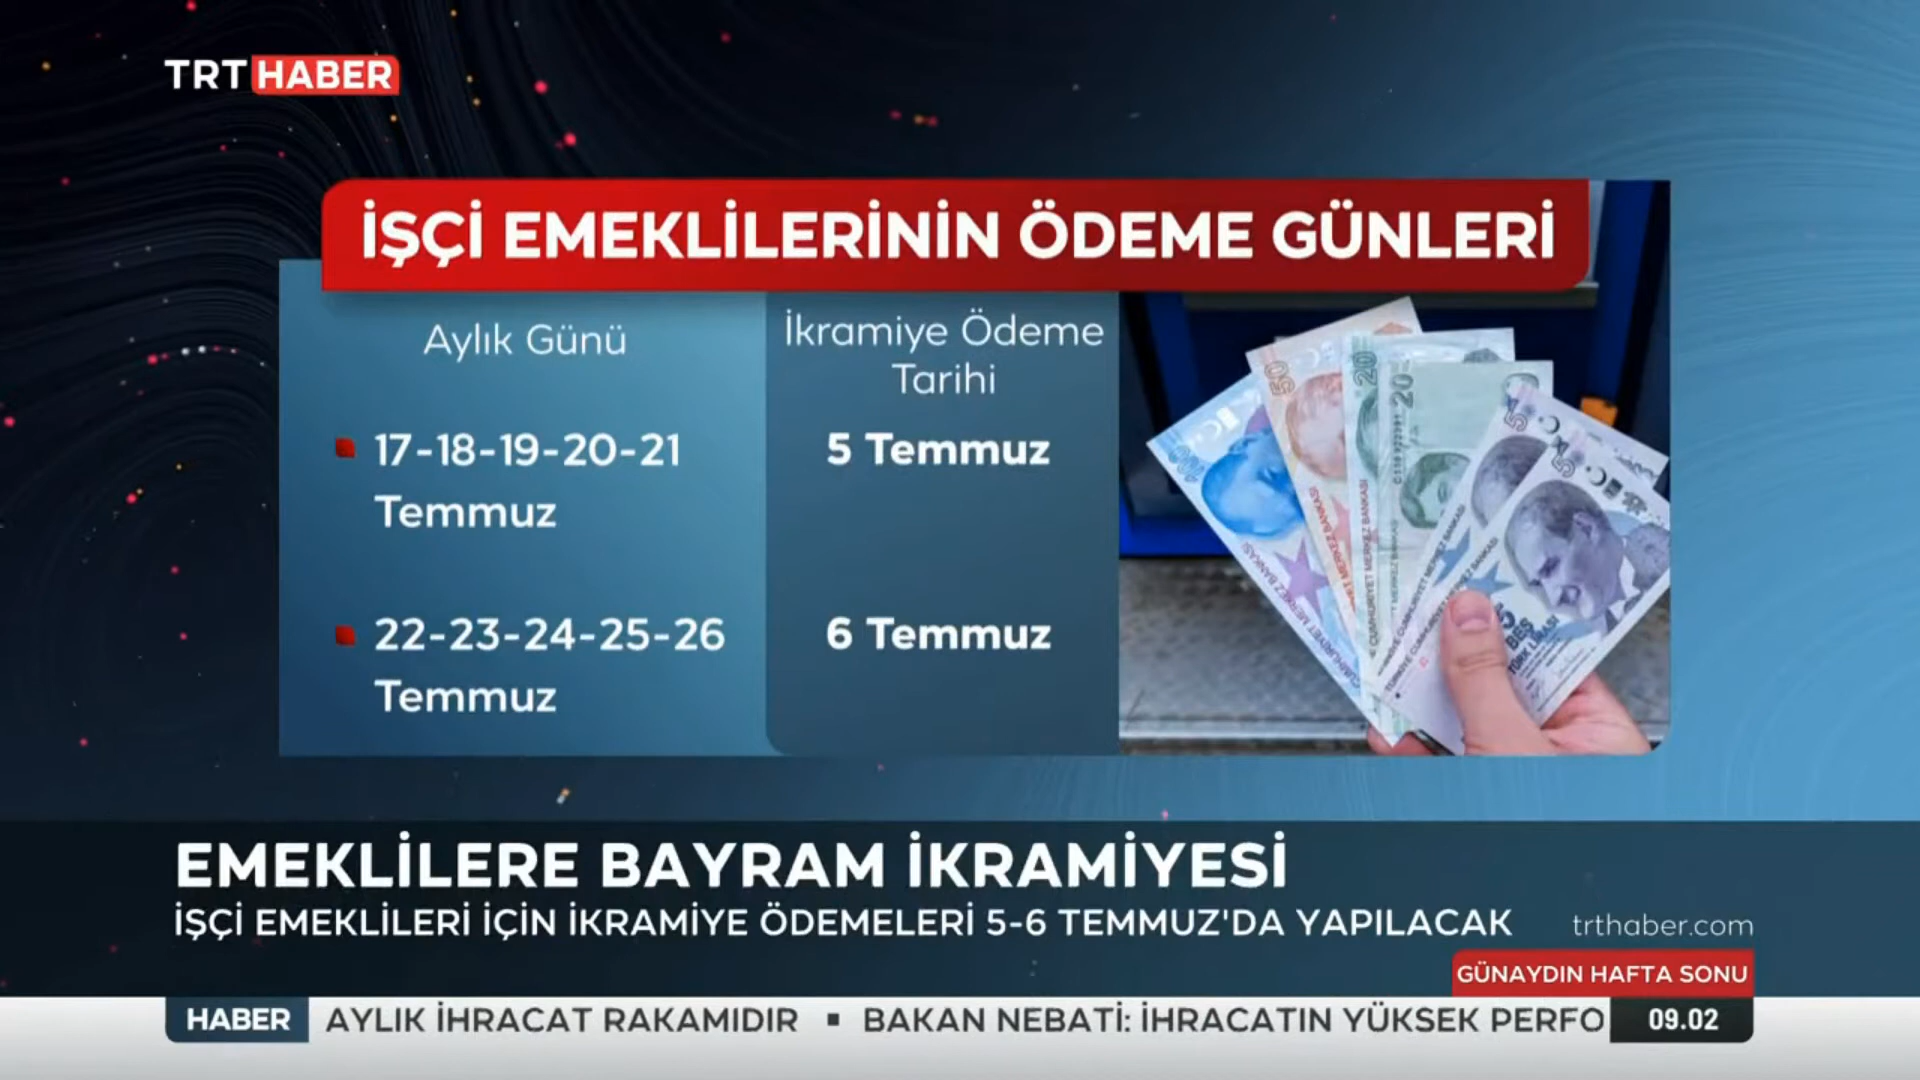 TRT HABER
İŞÇİ EMEKLİLERİNİN ÖDEME GÜNLERİ
Aylık Günü
İkramiye Ödeme
Tarihi
17-18-19-20-21
Temmuz
5 Temmuz
22-23-24-25-26
Temmuz
6 Temmuz
EMEKLİLERE BAYRAM İKRAMİYESİ
İŞÇİ EMEKLİLERİ İÇİN İKRAMİYE ÖDEMELERİ 5-6 TEMMUZ'DA YAPILACAK
trthaber.com
GÜNAYDIN HAFTA SONU
HABER AYLIK İHRACAT RAKAMIDIR ▪ BAKAN NEBATİ: İHRACATIN YÜKSEK PERFO 09.02